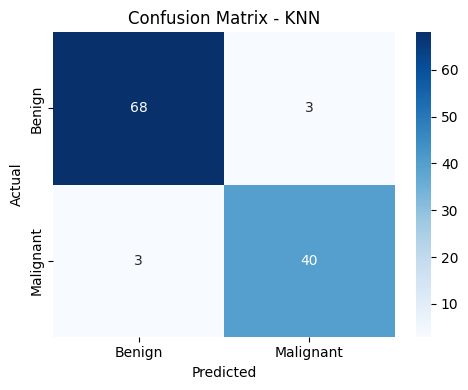 Confusion Matrix - KNN
Benign
Malignant
Actual
68
3
3
40
Benign
Malignant
Predicted
60
50
40
30
20
10